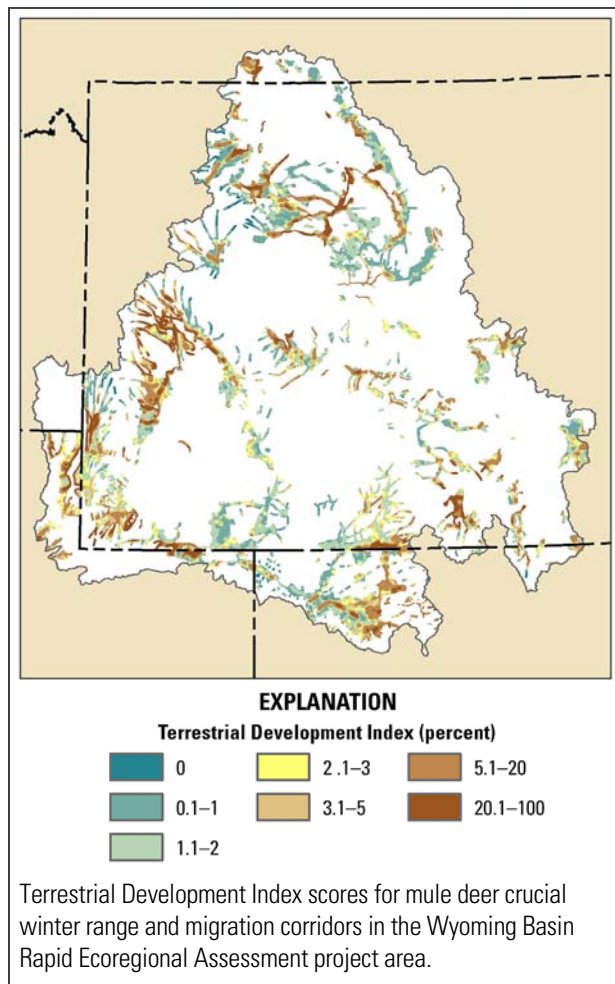 EXPLANATION
Terrestrial Development Index (percent)
0 2 .1–3 5.1–20
0.1–1 3.1–5 20.1–100
1.1–2
Terrestrial Development Index scores for mule deer crucial
winter range and migration corridors in the Wyoming Basin
Rapid Ecoregional Assessment project area.